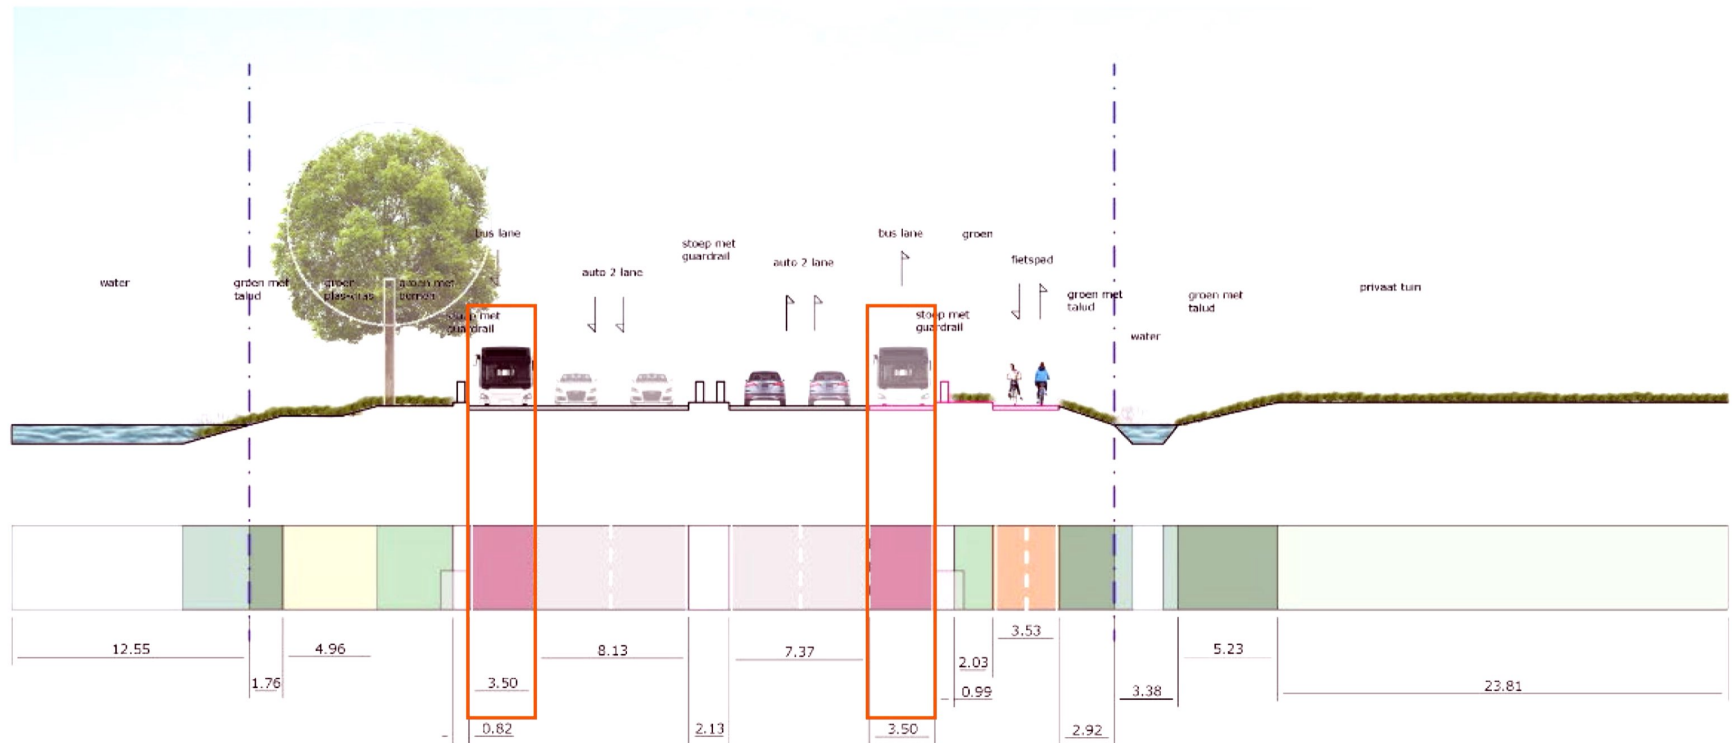 bus lane
stoep met
guardrail
bus lane
groen
auto 2 lane
auto 2 lane
fietspad
water
groen met
talud
groen
plas-dras
groen met
bomen
groen met
talud
groen met
talud
privaat tuin
stoep met
guardrail
stoep met
guardrail
water
12.55
4.96
8.13
7.37
3.53
5.23
1.76
3.50
2.03
0.99
3.38
23.81
0.82
2.13
3.50
2.92